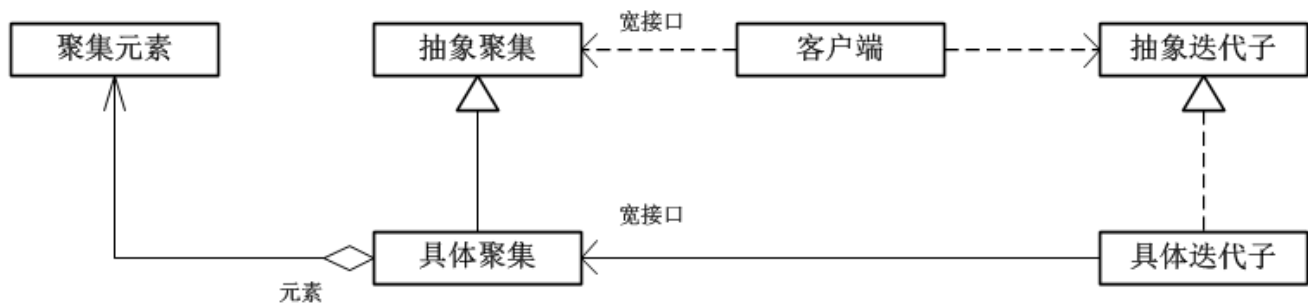 宽接口
聚集元素
抽象聚集
客户端
抽象迭代子
宽接口
具体聚集
具体迭代子
元素